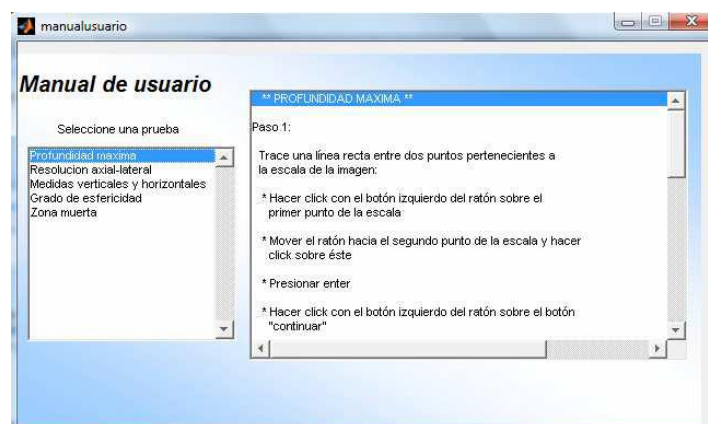 manualusuario
Manual de usuario
Seleccione una prueba
Profundidad maxima
Resolucion axial-lateral
Medidas verticales y horizontales
Grado de esfericidad
Zona muerta
** PROFUNDIDAD MAXIMA **
Paso 1:
Trace una línea recta entre dos puntos pertenecientes a
la escala de la imagen:
* Hacer click con el botón izquierdo del ratón sobre el
primer punto de la escala
* Mover el ratón hacia el segundo punto de la escala y hacer
click sobre éste
* Presionar enter
* Hacer click con el botón izquierdo del ratón sobre el botón
"continuar"